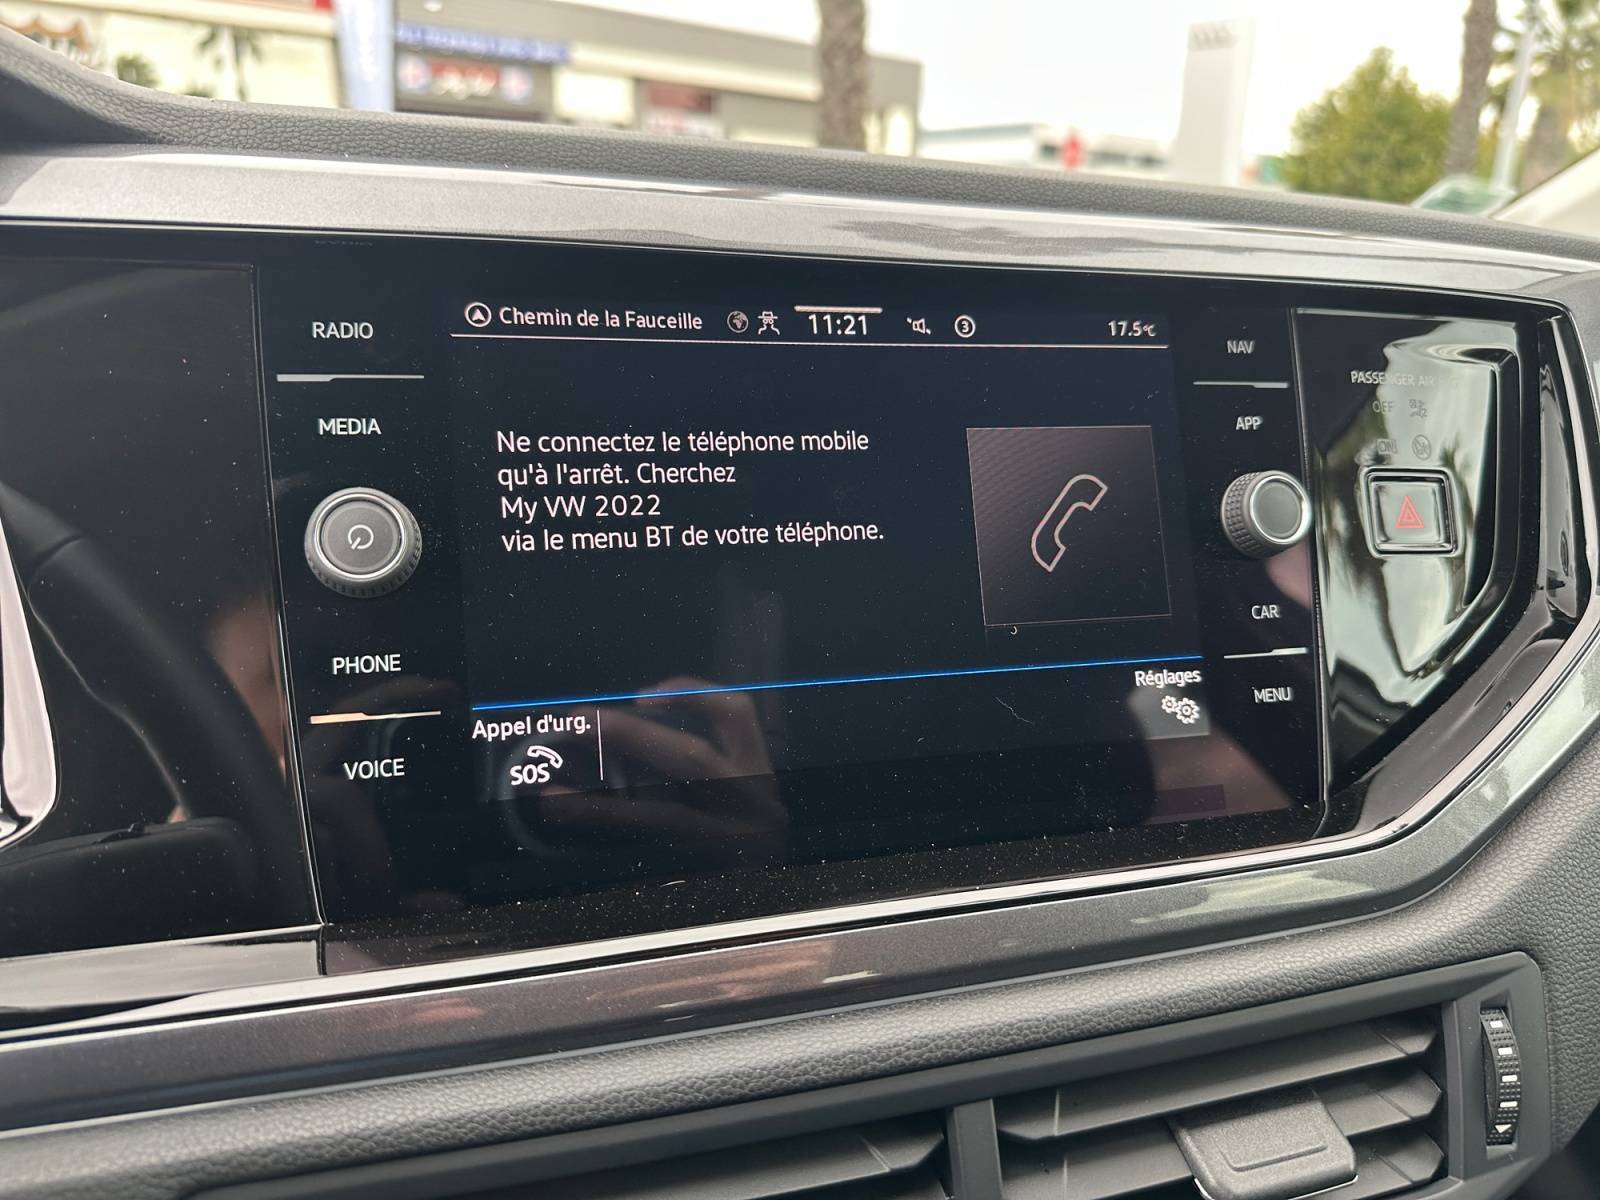 RADIO
MEDIA
PHONE
VOICE
Chemin de la Fauceille
11:21
3
17.5°C
Ne connectez le téléphone mobile
qu'à l'arrêt. Cherchez
My VW 2022
via le menu BT de votre téléphone.
Réglages
Appel d'urg.
SOS
NAV
APP
CAR
MENU
PASSENGER AIR
OFF
ON